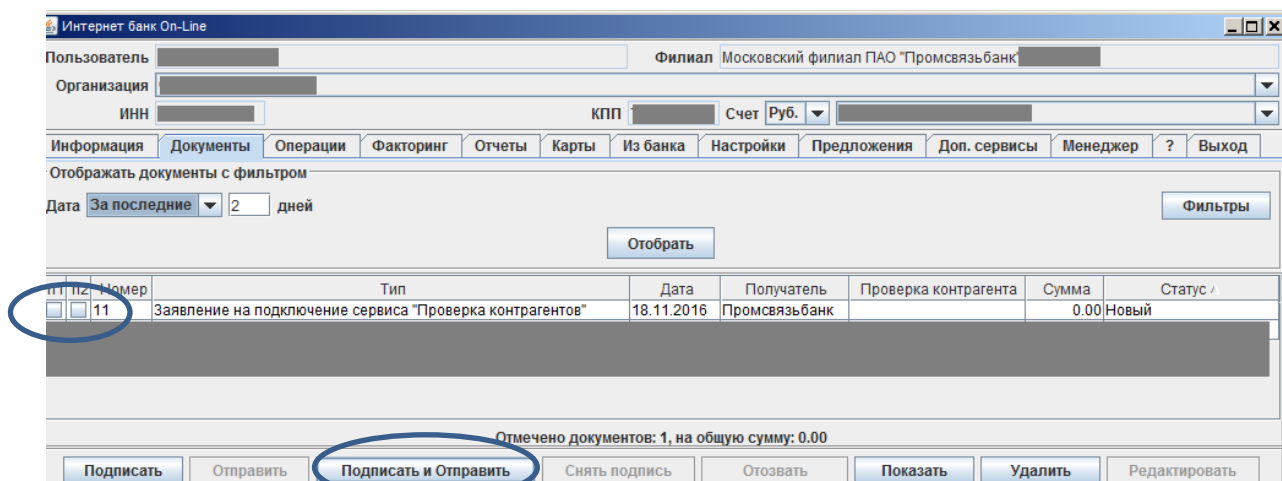 Интернет банк On-Line
Пользователь Филиал Московский филиал ПАО "Промсвязьбанк"
Организация
ИНН КПП Счет Руб.
Информация Документы Операции Факторинг Отчеты Карты Из банка Настройки Предложения Доп. сервисы Менеджер ? Выход
Отображать документы с фильтром
Дата За последние 2 дней Фильтры
Отобрать
П1 П2 Номер Тип Дата Получатель Проверка контрагента Сумма Статус
11 Заявление на подключение сервиса "Проверка контрагентов" 18.11.2016 Промсвязьбанк 0.00 Новый
Отмечено документов: 1, на общую сумму: 0.00
Подписать Отправить Подписать и Отправить Снять подпись Отозвать Показать Удалить Редактировать